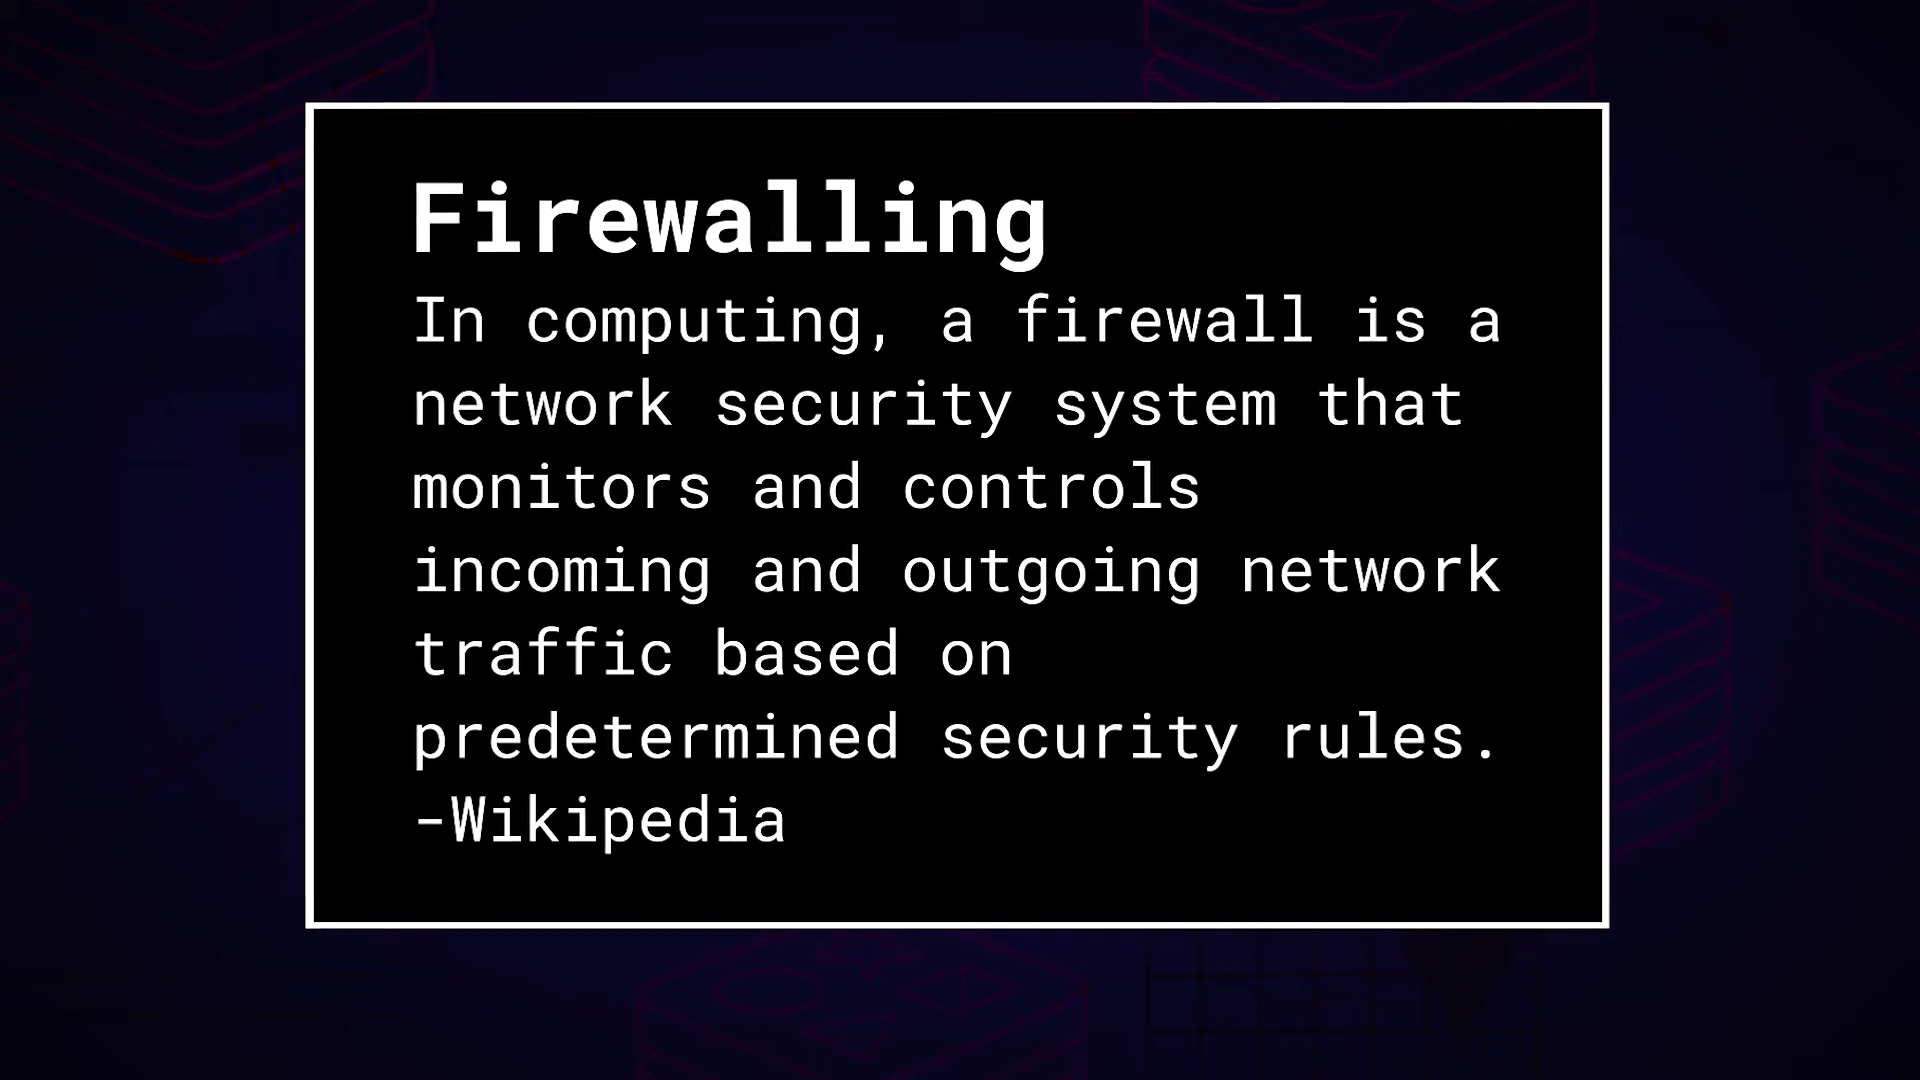 Firewalling
In computing, a firewall is a
network security system that
monitors and controls
incoming and outgoing network
traffic based on
predetermined security rules.
-Wikipedia